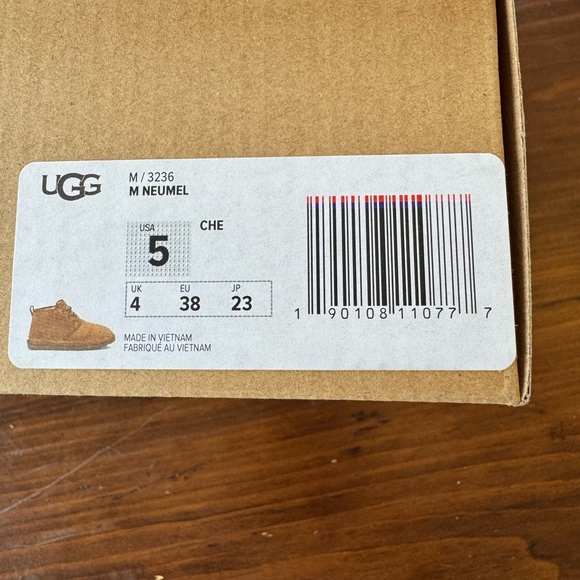 UGG
M / 3236
M NEUMEL
USA
5
CHE
UK EU JP
4 38 23
MADE IN VIETNAM
FABRIQUÉ AU VIETNAM
1 90108 11077 7